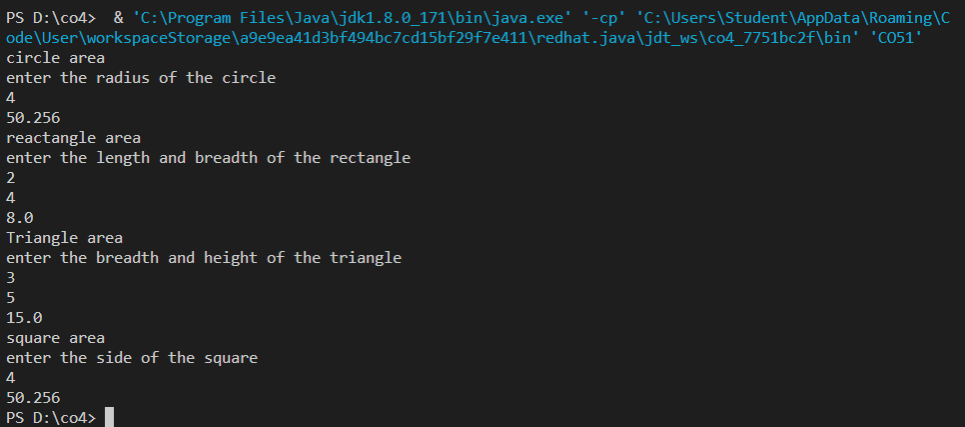 PS D:\co4>  & 'C:\Program Files\Java\jdk1.8.0_171\bin\java.exe' '-cp' 'C:\Users\Student\AppData\Roaming\C
ode\User\workspaceStorage\a9e9ea41d3bf494bc7cd15bf29f7e411\redhat.java\jdt_ws\co4_7751bc2f\bin' 'CO51'
circle area
enter the radius of the circle
4
50.256
reactangle area
enter the length and breadth of the rectangle
2
4
8.0
Triangle area
enter the breadth and height of the triangle
3
5
15.0
square area
enter the side of the square
4
50.256
PS D:\co4>